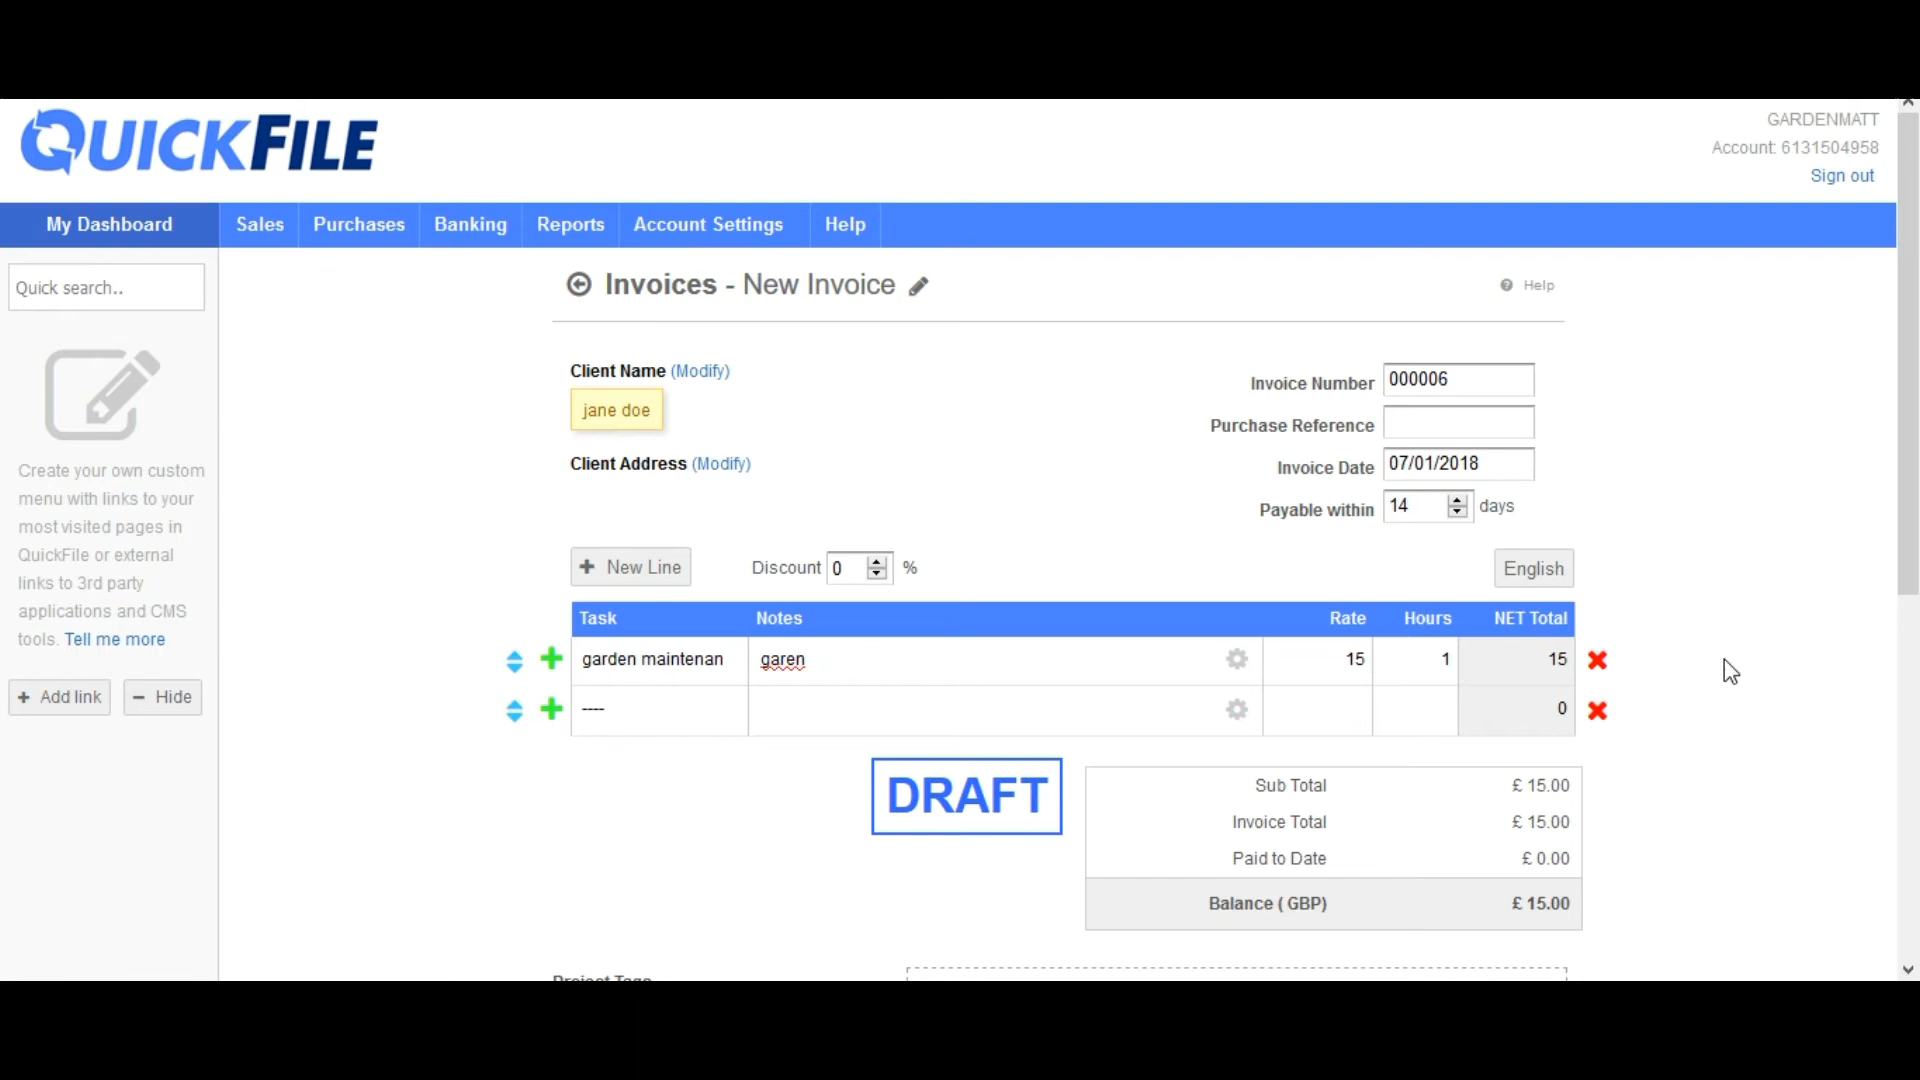 QUICKFILE
GARDENMATT
Account: 6131504958
Sign out
My Dashboard
Sales
Purchases
Banking
Reports
Account Settings
Help
Quick search..
Create your own custom
menu with links to your
most visited pages in
QuickFile or external
links to 3rd party
applications and CMS
tools. Tell me more
+ Add link
− Hide
Invoices - New Invoice
Help
Client Name (Modify)
jane doe
Client Address (Modify)
Invoice Number 000006
Purchase Reference
Invoice Date 07/01/2018
Payable within 14 days
+ New Line
Discount 0 %
English
Task Notes Rate Hours NET Total
garden maintenan garen 15 1 15
---- 0
DRAFT
Sub Total £ 15.00
Invoice Total £ 15.00
Paid to Date £ 0.00
Balance ( GBP) £ 15.00
Project Tags